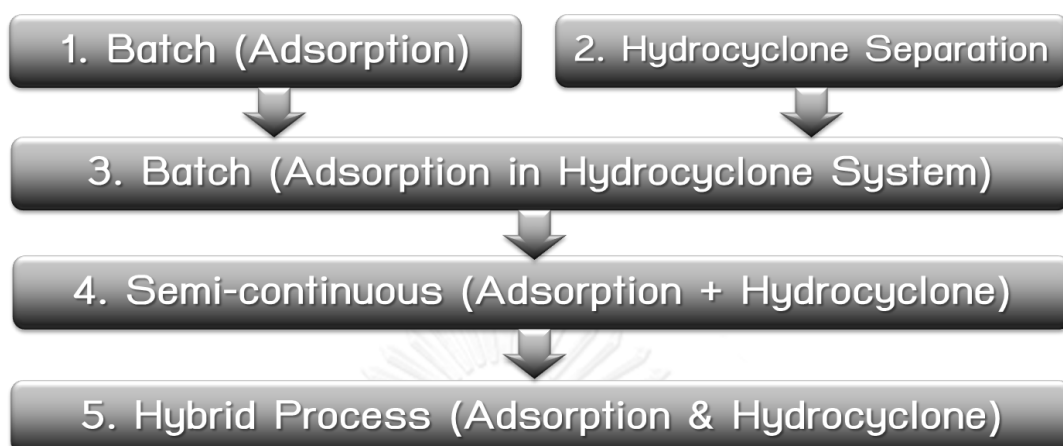 1. Batch (Adsorption)
2. Hydrocyclone Separation
3. Batch (Adsorption in Hydrocyclone System)
4. Semi-continuous (Adsorption + Hydrocyclone)
5. Hybrid Process (Adsorption & Hydrocyclone)